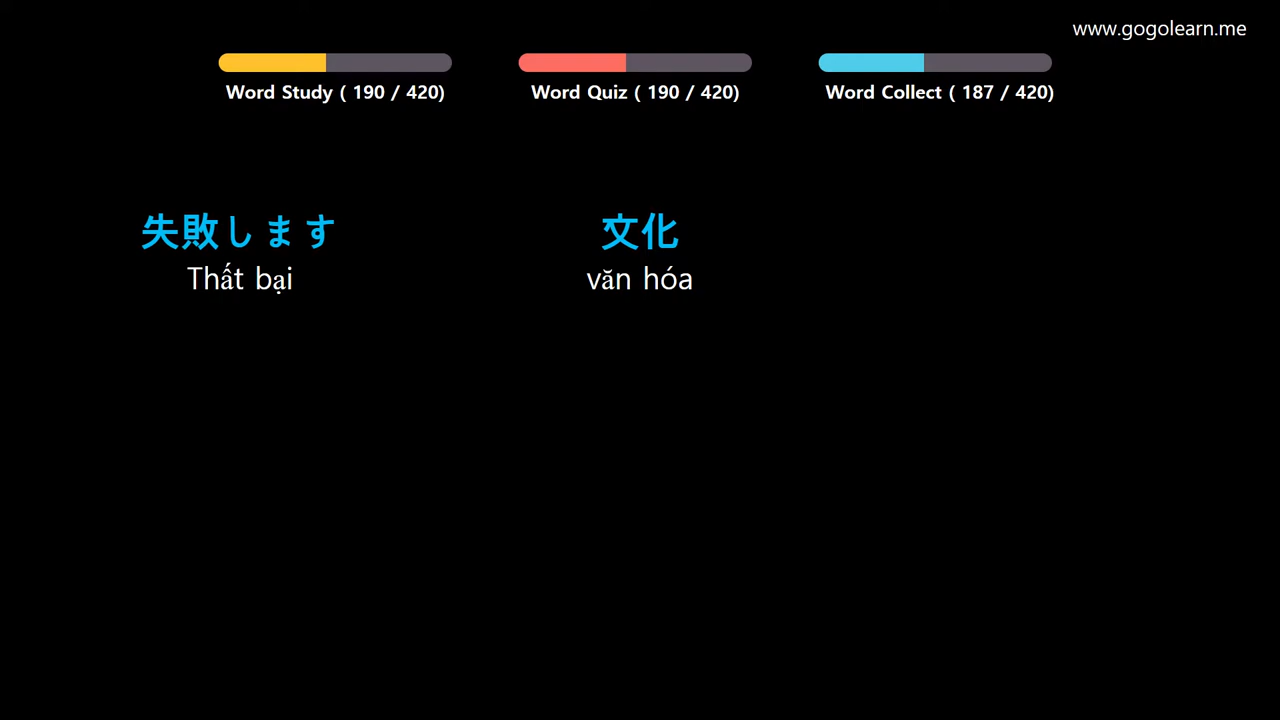 www.gogolearn.me
Word Study ( 190 / 420)
Word Quiz ( 190 / 420)
Word Collect ( 187 / 420)
失敗します
Thất bại
文化
văn hóa